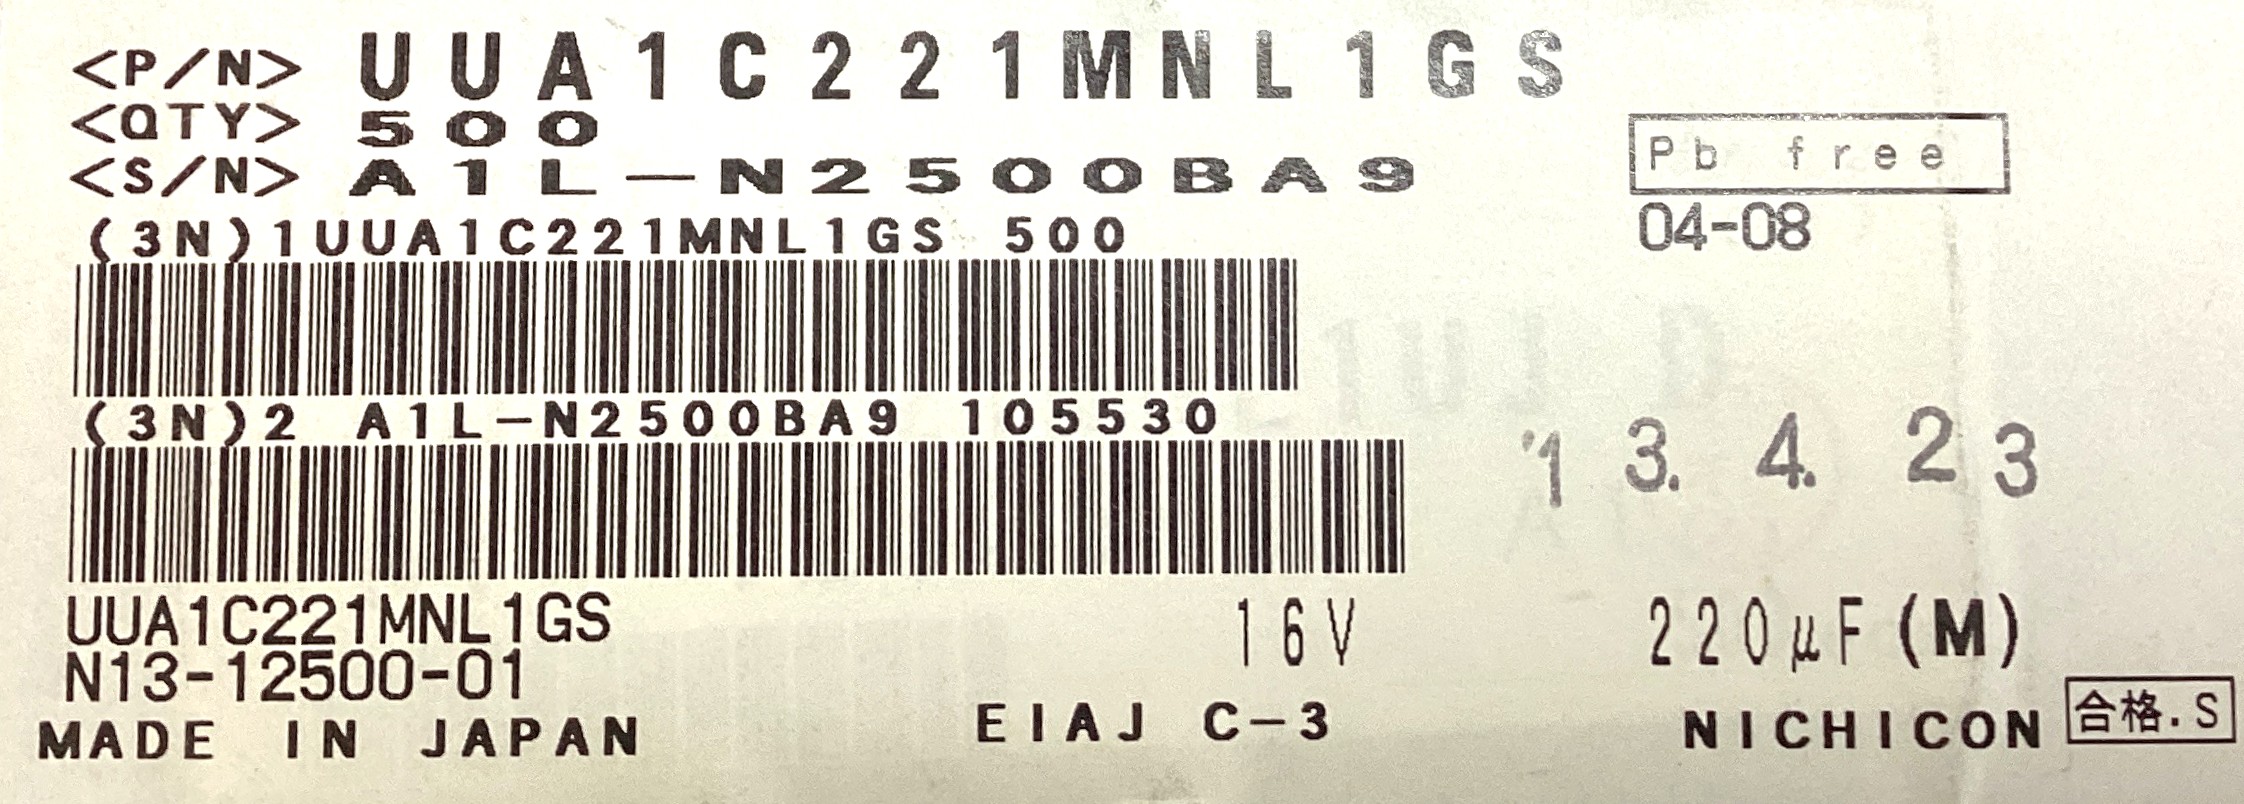 <P/N> UUA1C221MNL1GS
<QTY> 500
<S/N> A1L-N2500BA9
Pb free
04-08
(3N)1UUA1C221MNL1GS 500
(3N)2 A1L-N2500BA9 105530
'13. 4. 23
UUA1C221MNL1GS 16V 220μF(M)
N13-12500-01
MADE IN JAPAN EIAJ C-3 NICHICON 合格.S